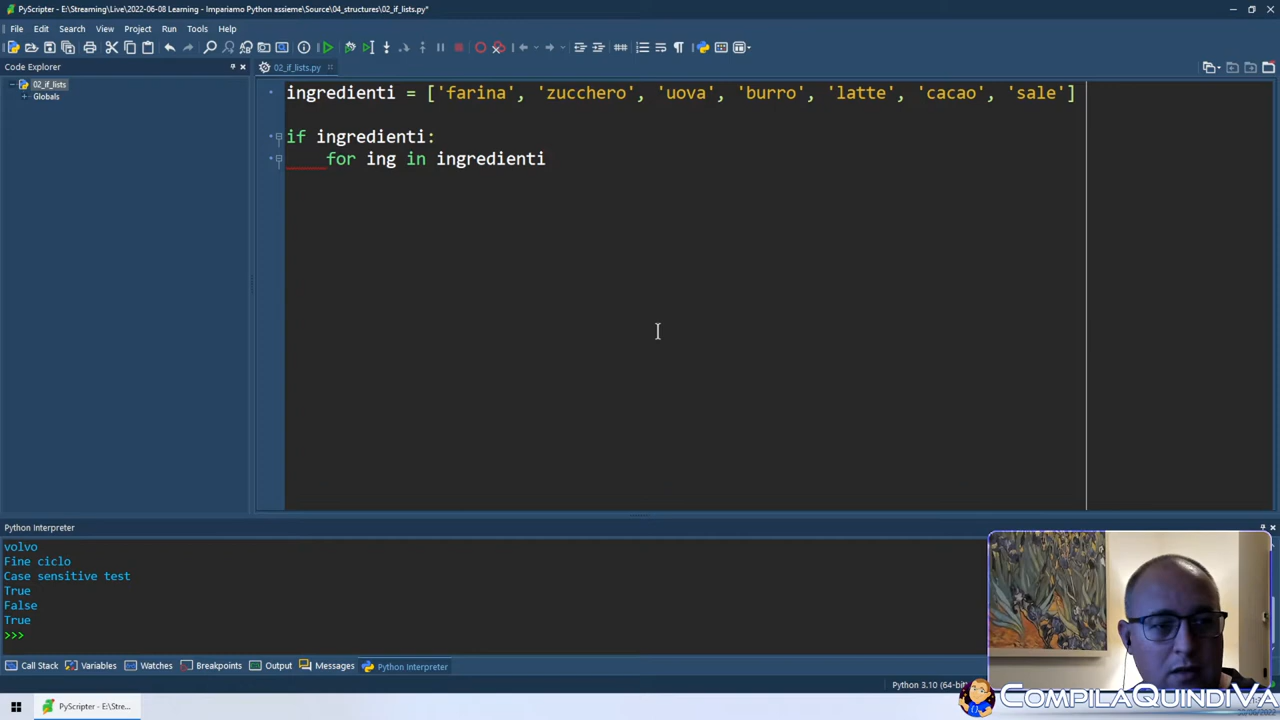 PyScripter - E:\Streaming\Live\2022-06-08 Learning - Impariamo Python assieme\Source\04_structures\02_if_lists.py*
File Edit Search View Project Run Tools Help
Code Explorer
02_if_lists.py
02_if_lists
Globals
ingredienti = ['farina', 'zucchero', 'uova', 'burro', 'latte', 'cacao', 'sale']
if ingredienti:
for ing in ingredienti
Python Interpreter
volvo
Fine ciclo
Case sensitive test
True
False
True
>>>
Call Stack Variables Watches Breakpoints Output Messages Python Interpreter
Python 3.10 (64-bit)
PyScripter - E:\Stre...
CompilaQuindiVa